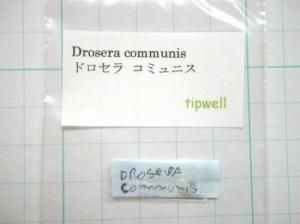 Drosera communis
ドロセラ コミュニス
tipwell
DROSERA
communis